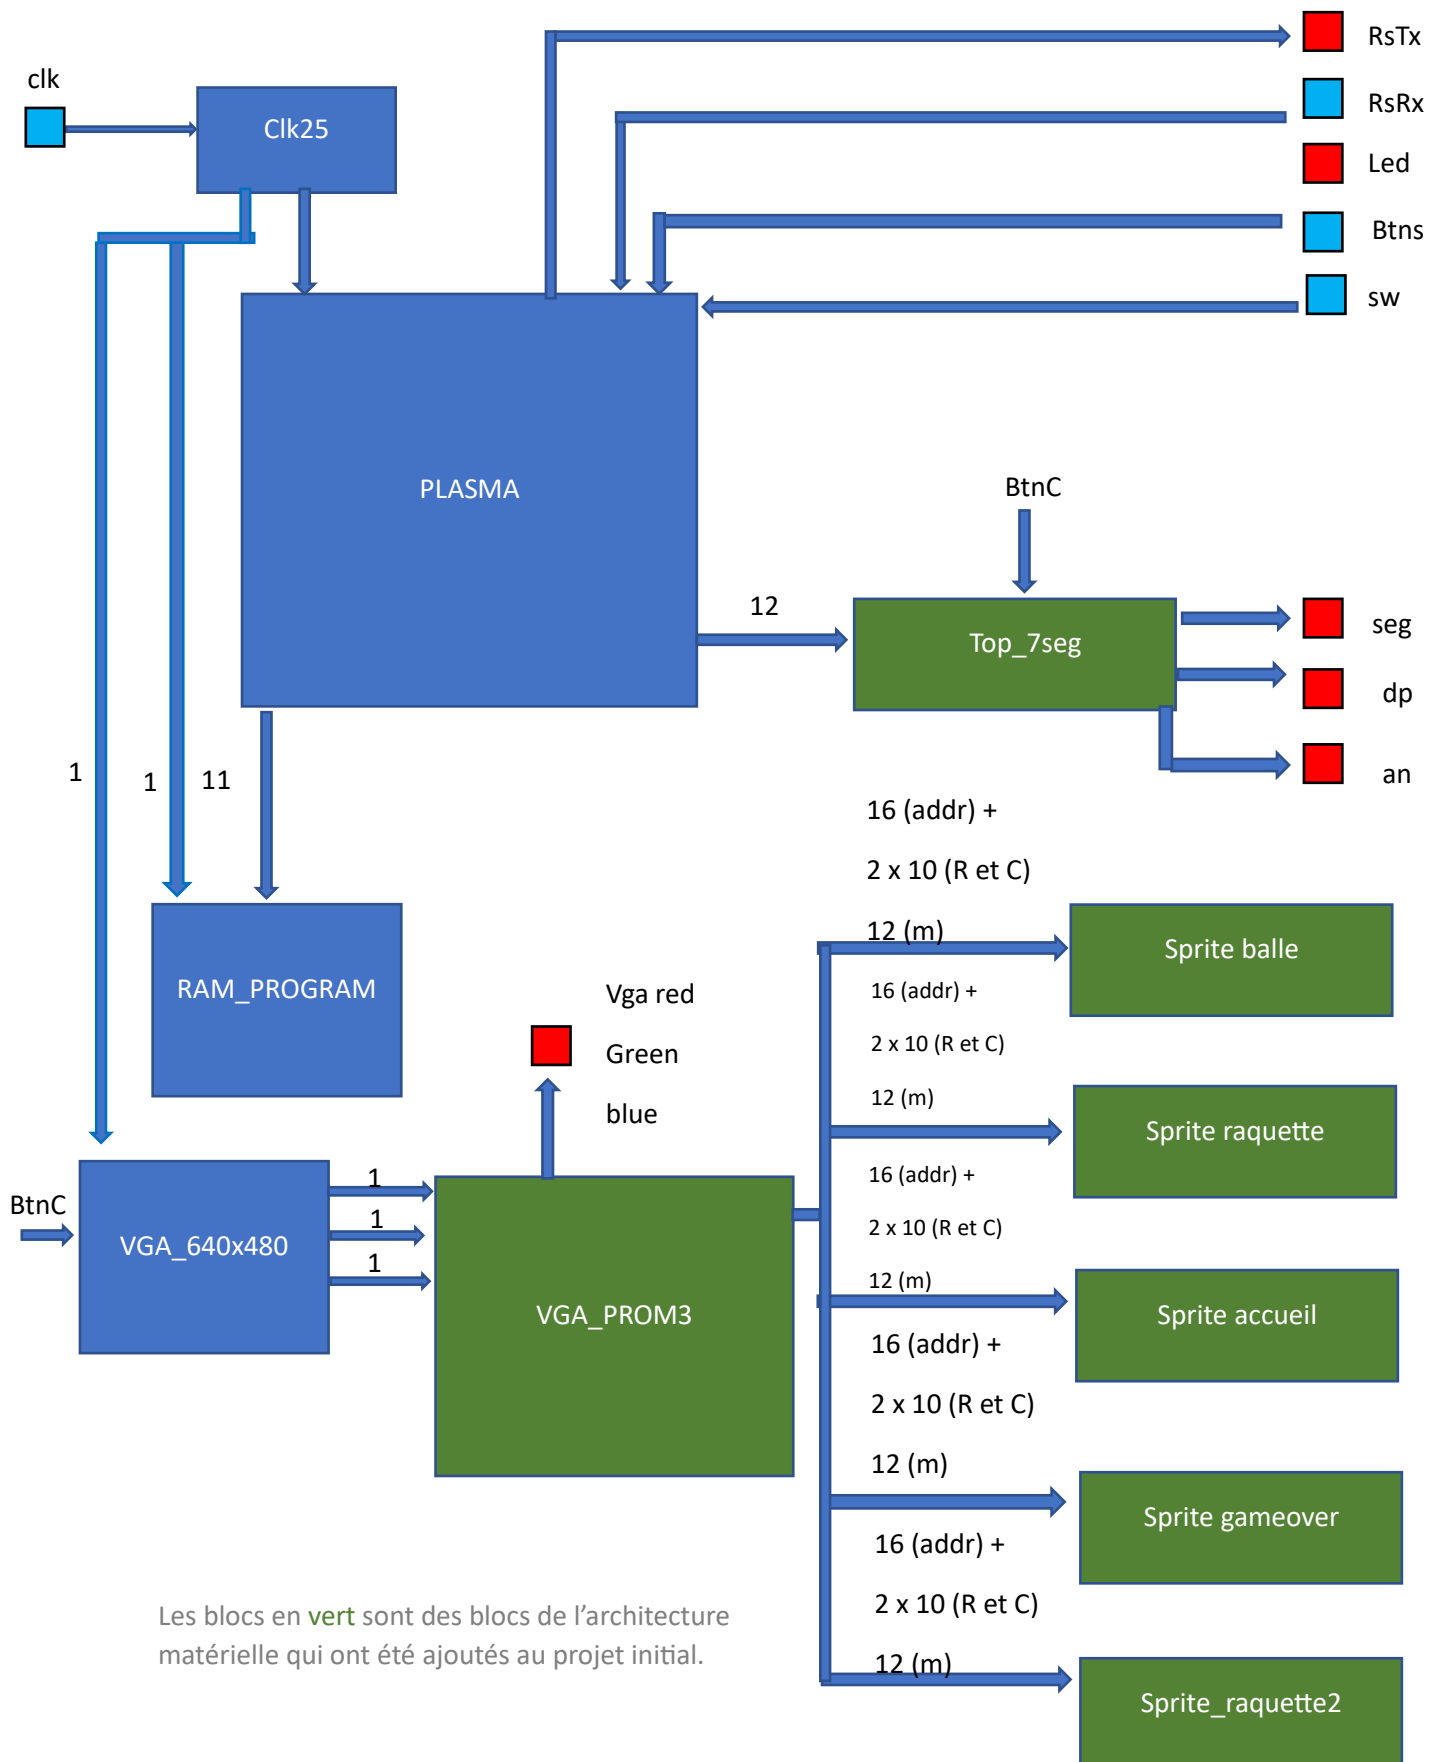 RsTx
clk
RsRx
Clk25
Led
Btns
sw
PLASMA
BtnC
12
seg
Top_7seg
dp
1
1
11
an
16 (addr) +
2 x 10 (R et C)
12 (m)
Sprite balle
RAM_PROGRAM
Vga red
Green
blue
16 (addr) +
2 x 10 (R et C)
12 (m)
Sprite raquette
BtnC
VGA_640x480
1
1
1
VGA_PROM3
16 (addr) +
2 x 10 (R et C)
12 (m)
Sprite accueil
16 (addr) +
2 x 10 (R et C)
12 (m)
Sprite gameover
16 (addr) +
2 x 10 (R et C)
12 (m)
Sprite_raquette2
Les blocs en vert sont des blocs de l’architecture
matérielle qui ont été ajoutés au projet initial.